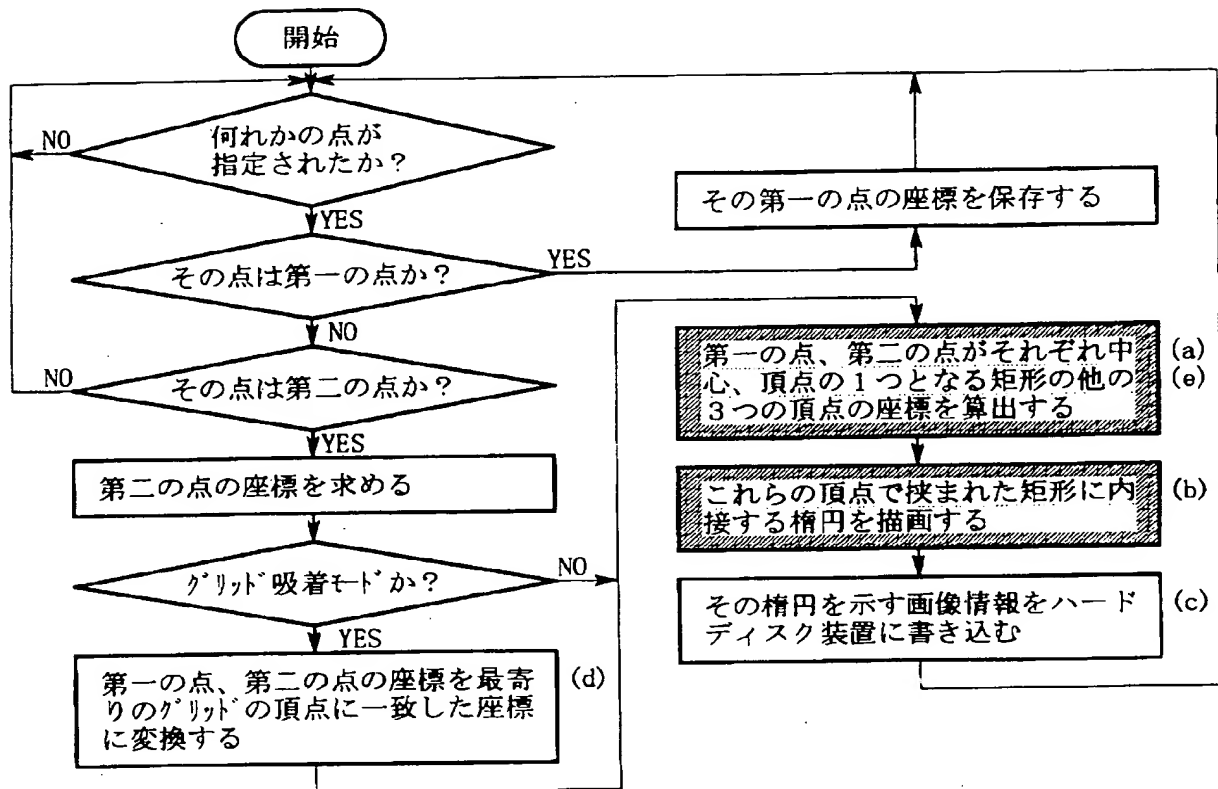 開始
何れかの点が
指定されたか？
NO
YES
その点は第一の点か？
YES
NO
その点は第二の点か？
NO
YES
第二の点の座標を求める
ｸﾞﾘｯﾄﾞ吸着ﾓｰﾄﾞか？
NO
YES
第一の点、第二の点の座標を最寄
りのｸﾞﾘｯﾄﾞの頂点に一致した座標
に変換する
(d)
その第一の点の座標を保存する
第一の点、第二の点がそれぞれ中
心、頂点の１つとなる矩形の他の
３つの頂点の座標を算出する
(a)
(e)
これらの頂点で挟まれた矩形に内
接する楕円を描画する
(b)
その楕円を示す画像情報をハード
ディスク装置に書き込む
(c)